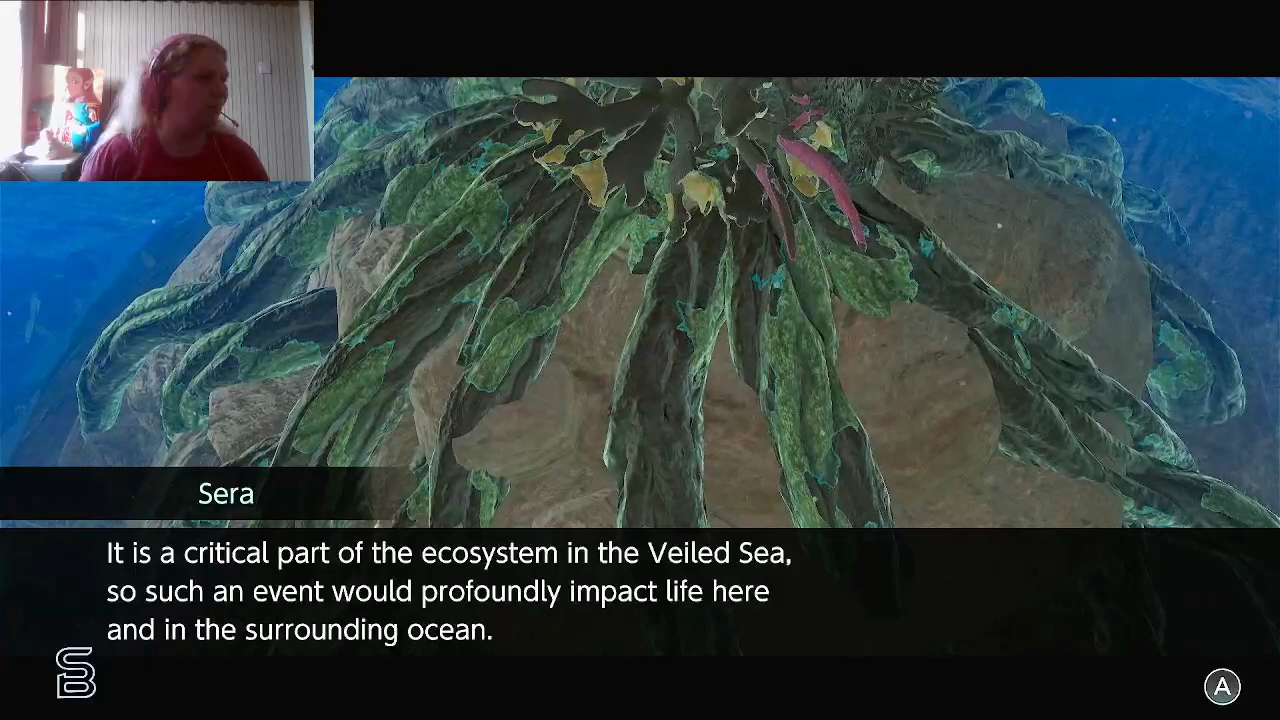 Sera
It is a critical part of the ecosystem in the Veiled Sea,
so such an event would profoundly impact life here
and in the surrounding ocean.
SB
A